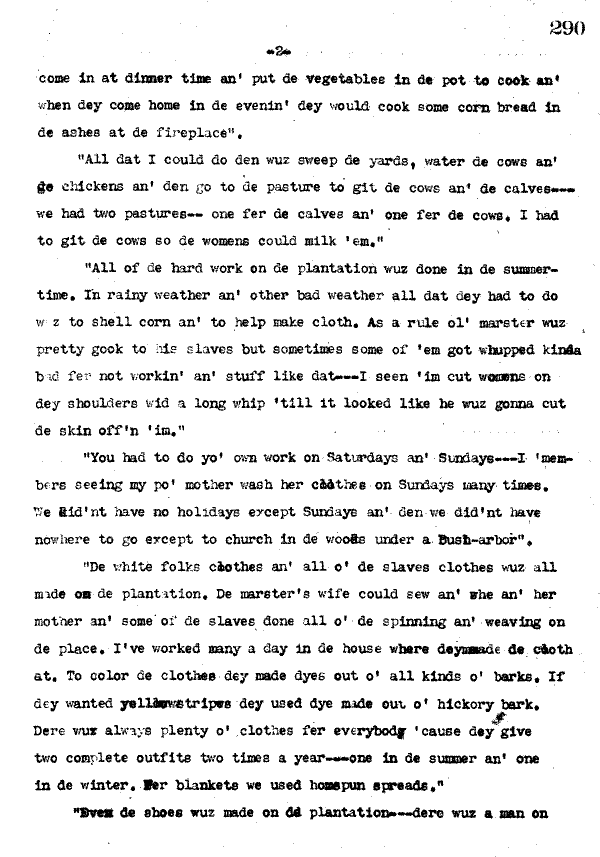 290
-2-
come in at dinner time an' put de vegetables in de pot to cook an'
when dey come home in de evenin' dey would cook some corn bread in
de ashes at de fireplace".
"All dat I could do den wuz sweep de yards, water de cows an'
de chickens an' den go to de pasture to git de cows an' de calves---
we had two pastures-- one fer de calves an' one fer de cows. I had
to git de cows so de womens could milk 'em."
"All of de hard work on de plantation wuz done in de summer-
time. In rainy weather an' other bad weather all dat dey had to do
wuz to shell corn an' to help make cloth. As a rule ol' marster wuz
pretty gook to his slaves but sometimes some of 'em got whupped kinda
bad fer not workin' an' stuff like dat---I seen 'im cut womens on
dey shoulders wid a long whip 'till it looked like he wuz gonna cut
de skin off'n 'im."
"You had to do yo' own work on Saturdays an' Sundays---I 'mem-
bers seeing my po' mother wash her clothes on Sundays many times.
We did'nt have no holidays except Sundays an' den we did'nt have
nowhere to go except to church in de woods under a Bush-arbor".
"De white folks clothes an' all o' de slaves clothes wuz all
made on de plantation. De marster's wife could sew an' she an' her
mother an' some of de slaves done all o' de spinning an' weaving on
de place. I've worked many a day in de house where dey made de cloth
at. To color de clothes dey made dyes out o' all kinds o' barks. If
dey wanted yellow stripes dey used dye made out o' hickory bark.
Dere wuz always plenty o' clothes fer everybody 'cause dey give
two complete outfits two times a year---one in de summer an' one
in de winter. Fer blankets we used homespun spreads."
"Even de shoes wuz made on de plantation---dere wuz a man on